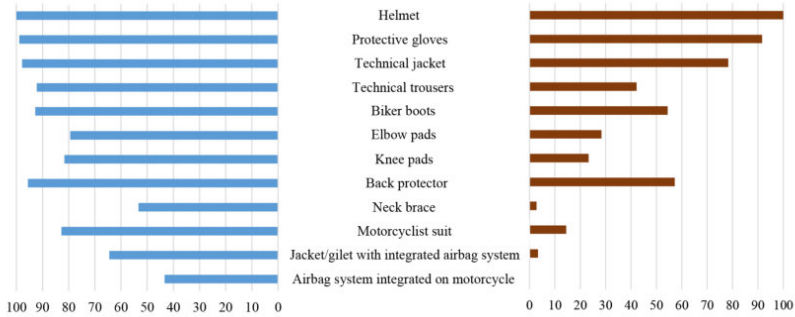 Helmet
Protective gloves
Technical jacket
Technical trousers
Biker boots
Elbow pads
Knee pads
Back protector
Neck brace
Motorcyclist suit
Jacket/gilet with integrated airbag system
Airbag system integrated on motorcycle
100 90 80 70 60 50 40 30 20 10 0
0 10 20 30 40 50 60 70 80 90 100